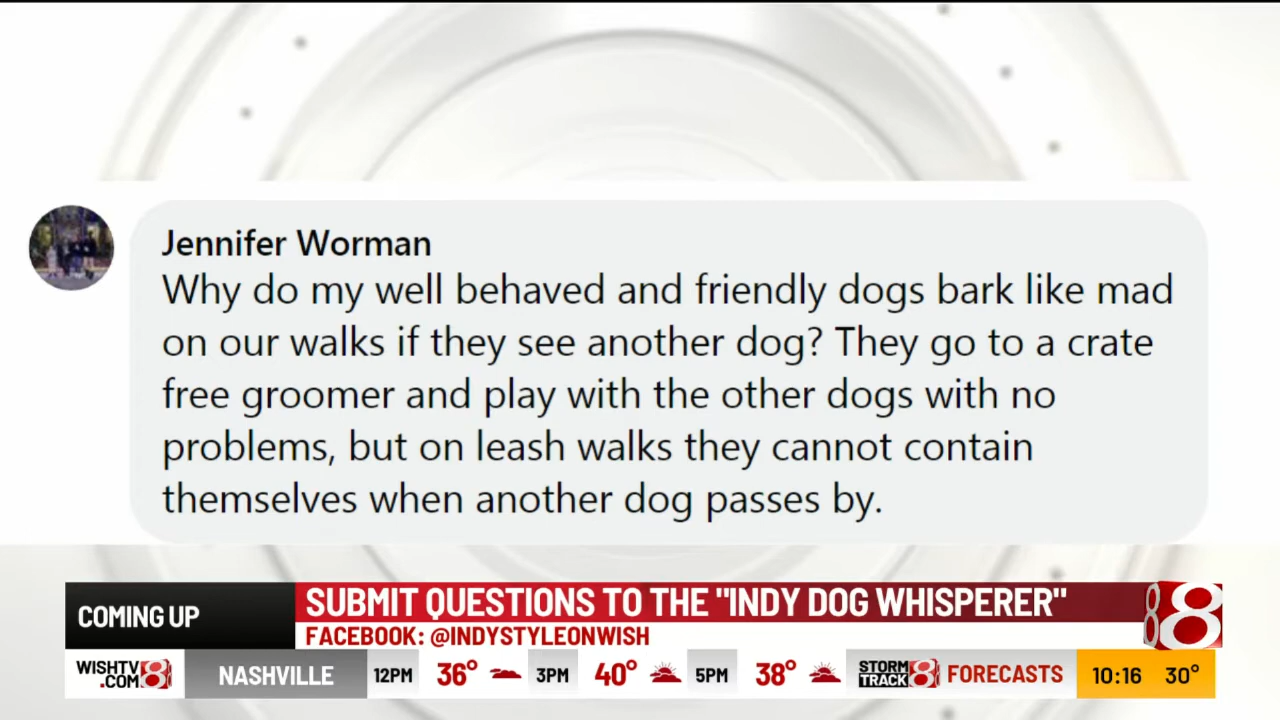 Jennifer Worman
Why do my well behaved and friendly dogs bark like mad
on our walks if they see another dog? They go to a crate
free groomer and play with the other dogs with no
problems, but on leash walks they cannot contain
themselves when another dog passes by.
COMING UP
SUBMIT QUESTIONS TO THE "INDY DOG WHISPERER"
FACEBOOK: @INDYSTYLEONWISH
8
WISHTV.COM 8
NASHVILLE
12PM 36° 3PM 40° 5PM 38°
STORM TRACK 8 FORECASTS
10:16 30°